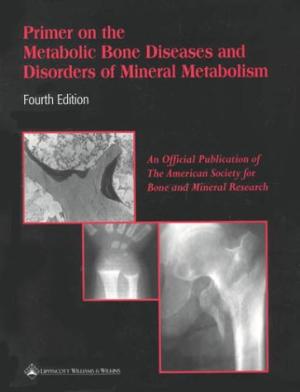 Primer on the
Metabolic Bone Diseases and
Disorders of Mineral Metabolism
Fourth Edition
An Official Publication of
The American Society for
Bone and Mineral Research
LIPPINCOTT WILLIAMS & WILKINS